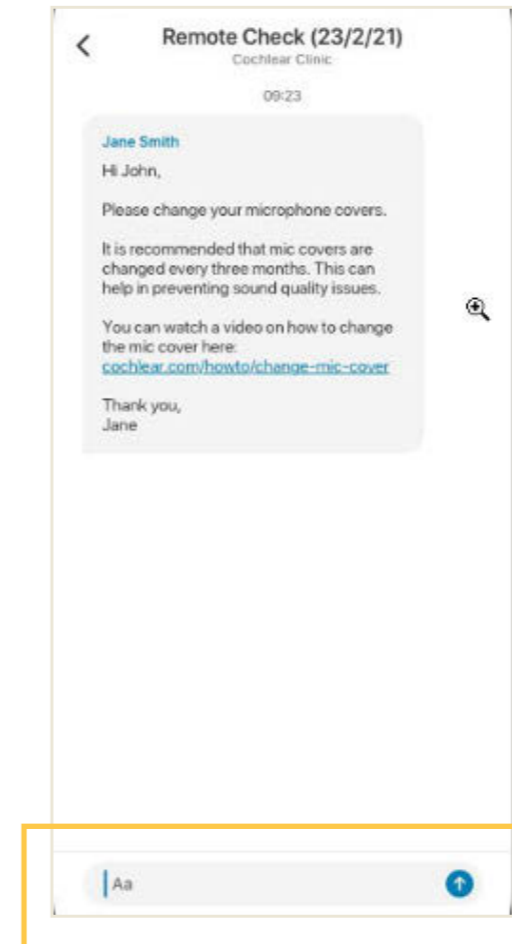 Remote Check (23/2/21)
Cochlear Clinic
09:23
Jane Smith
Hi John,
Please change your microphone covers.
It is recommended that mic covers are
changed every three months. This can
help in preventing sound quality issues.
You can watch a video on how to change
the mic cover here:
cochlear.com/howto/change-mic-cover
Thank you,
Jane
Aa